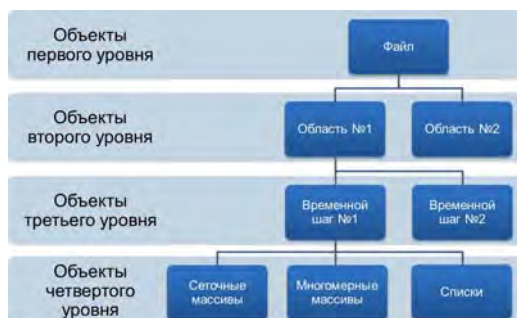 Объекты
первого уровня
Файл
Объекты
второго уровня
Область №1
Область №2
Объекты
третьего уровня
Временной
шаг №1
Временной
шаг №2
Объекты
четвертого
уровня
Сеточные
массивы
Многомерные
массивы
Списки